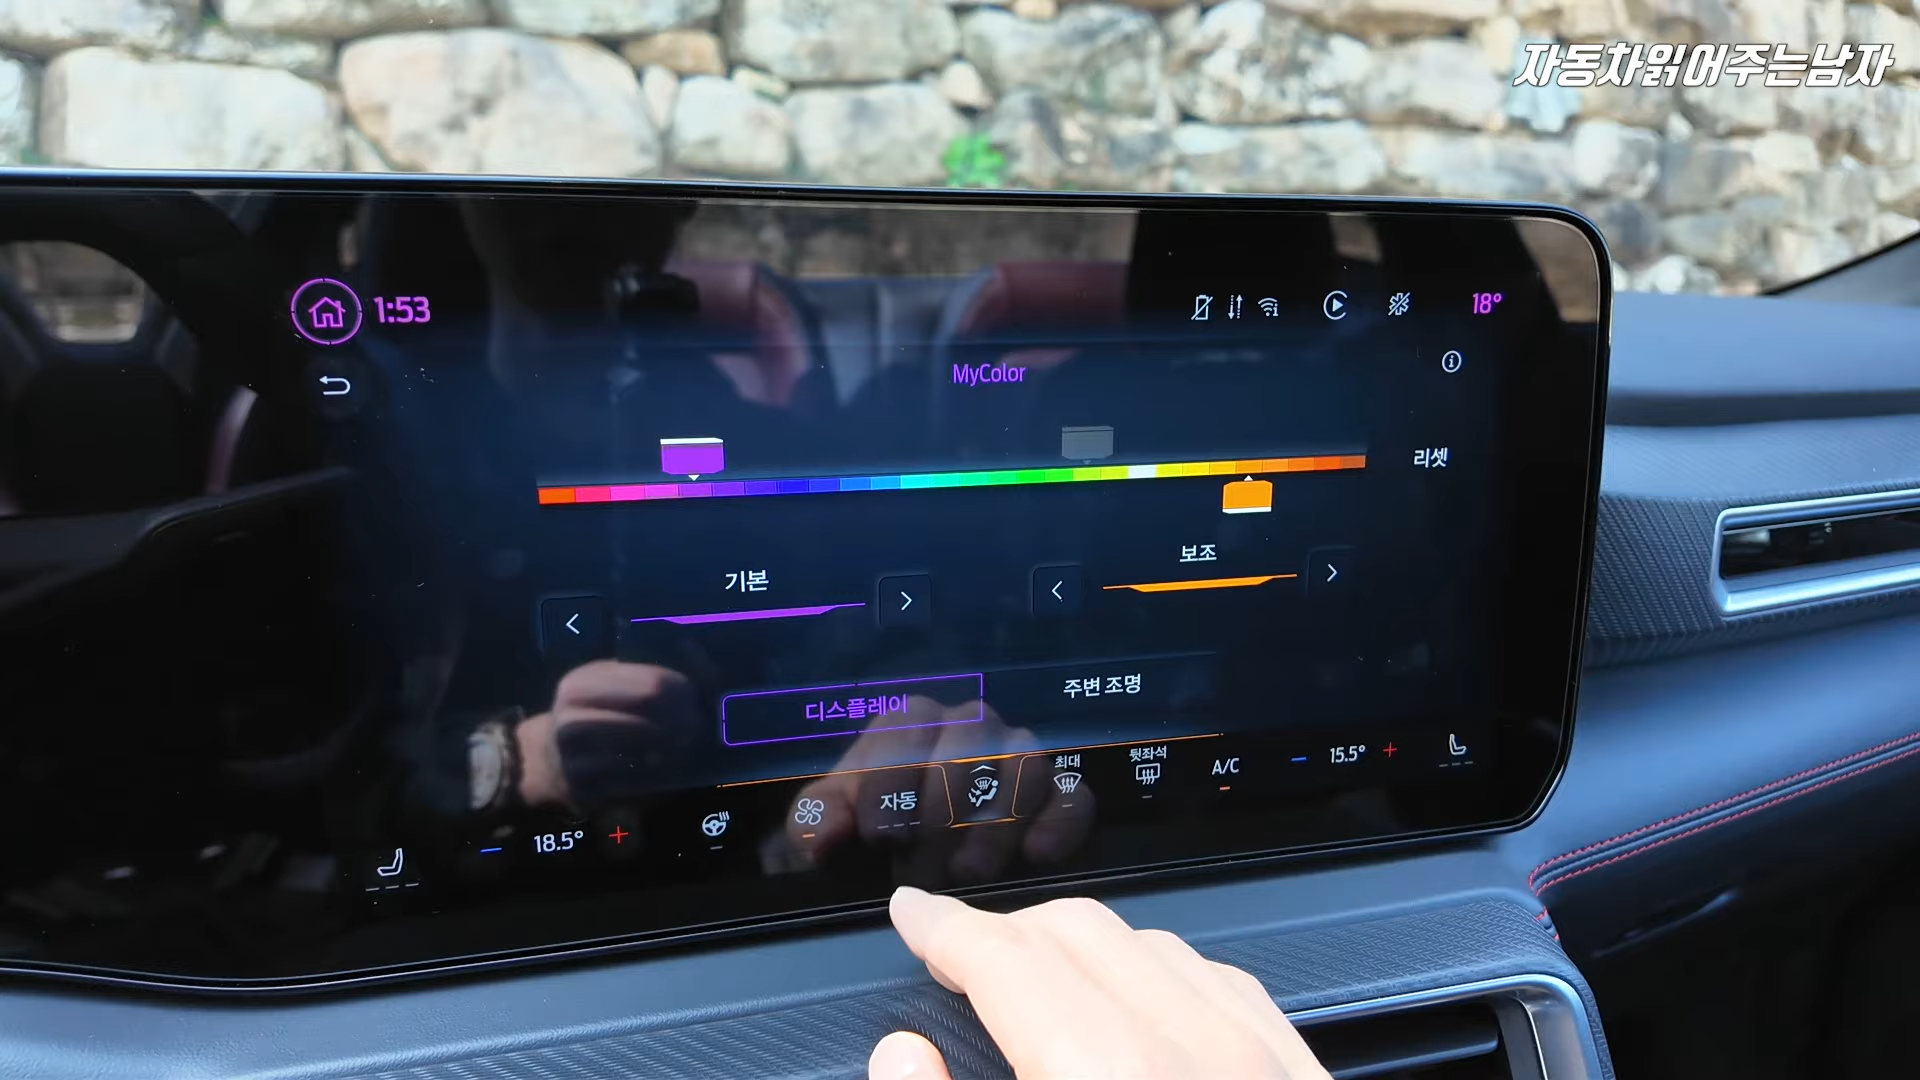 자동차읽어주는남자
1:53
18°
MyColor
리셋
기본
보조
디스플레이
주변 조명
18.5°
자동
최대
뒷좌석
A/C
15.5°